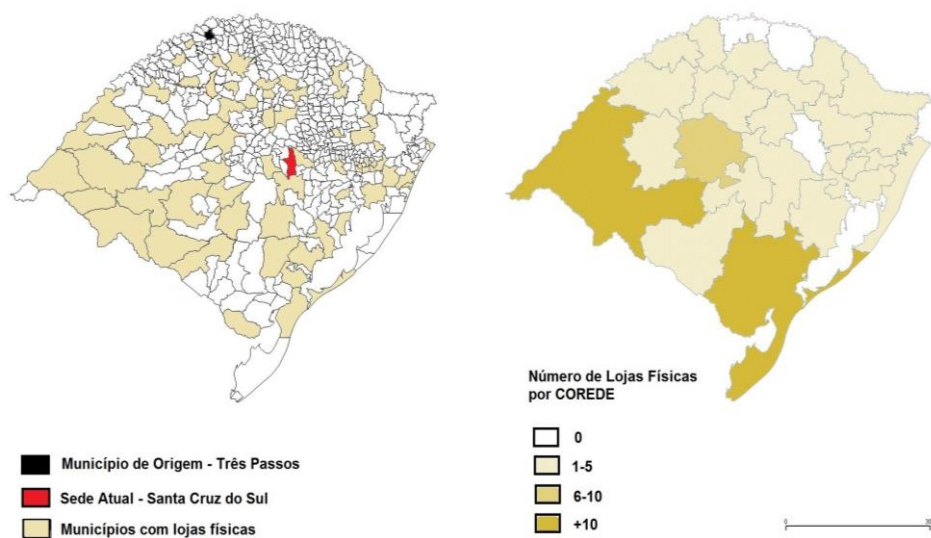 Município de Origem - Três Passos
Sede Atual - Santa Cruz do Sul
Municípios com lojas físicas
Número de Lojas Físicas
por COREDE
0
1-5
6-10
+10
0